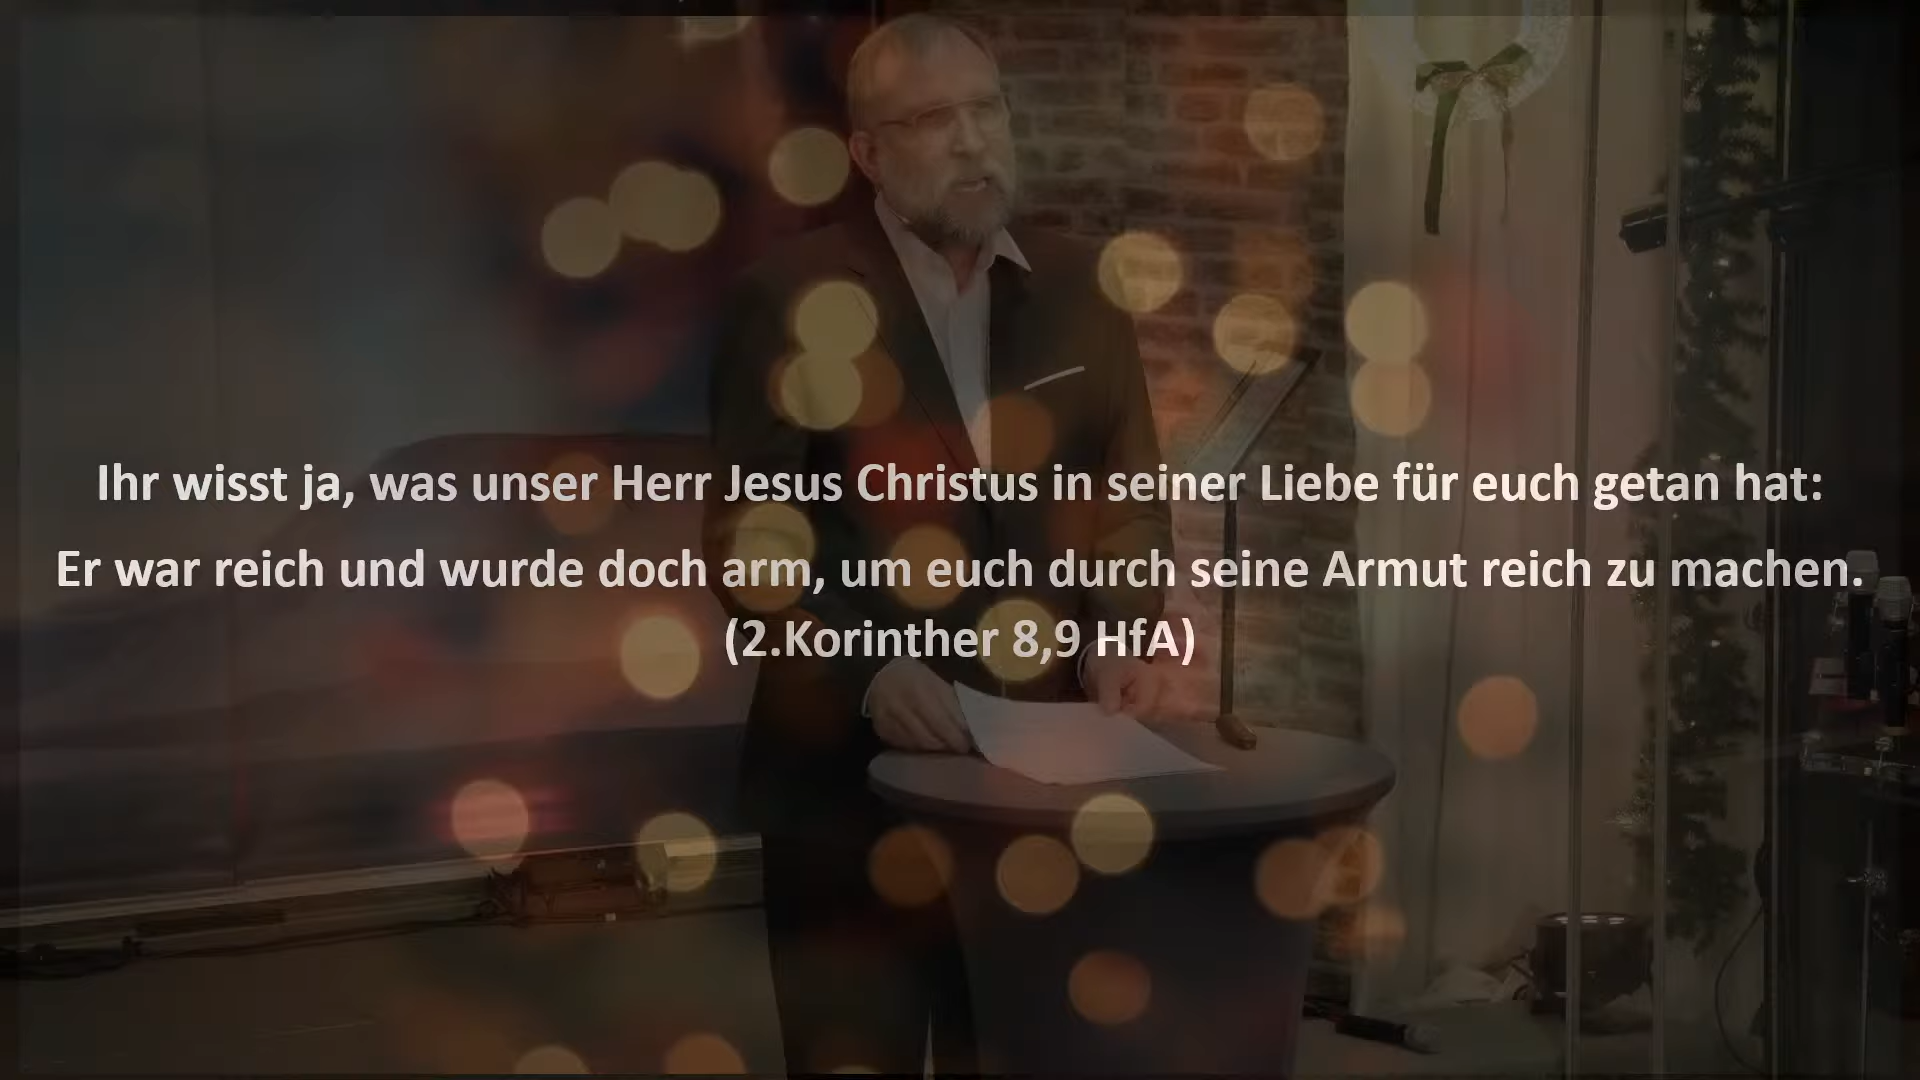 Ihr wisst ja, was unser Herr Jesus Christus in seiner Liebe für euch getan hat:
Er war reich und wurde doch arm, um euch durch seine Armut reich zu machen.
(2.Korinther 8,9 HfA)